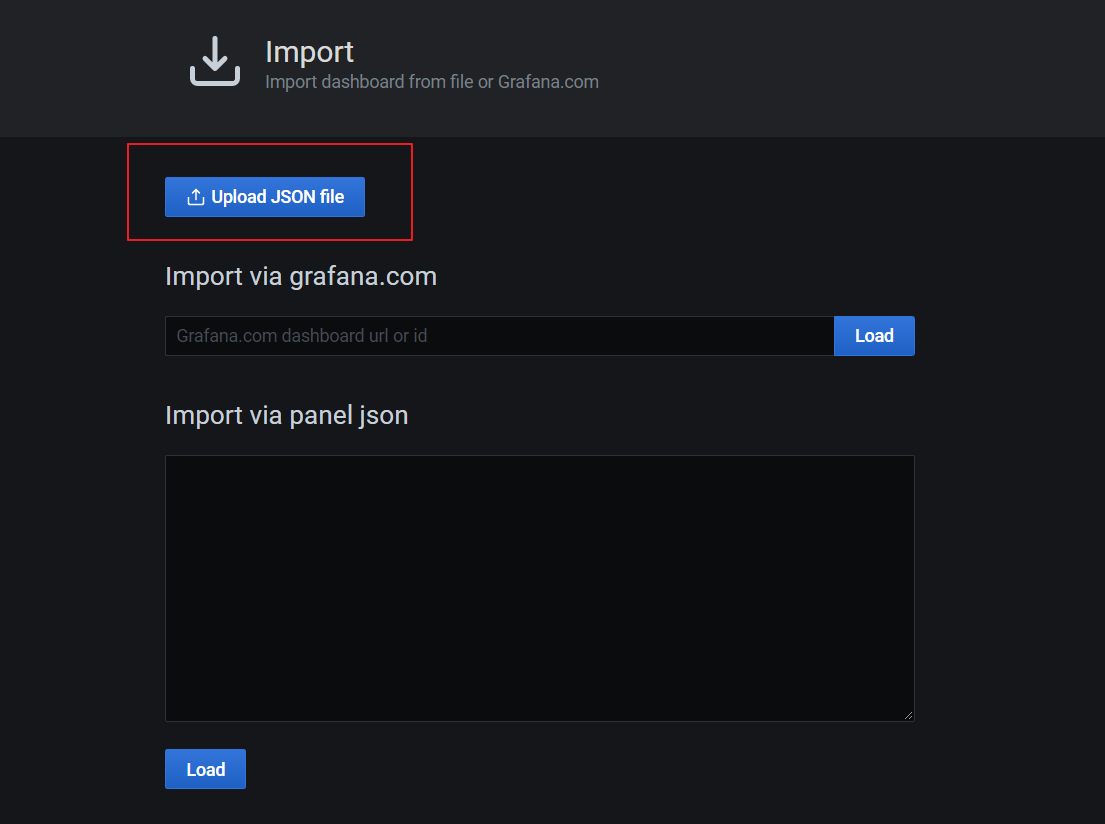 Import
Import dashboard from file or Grafana.com
Upload JSON file
Import via grafana.com
Grafana.com dashboard url or id
Load
Import via panel json
Load